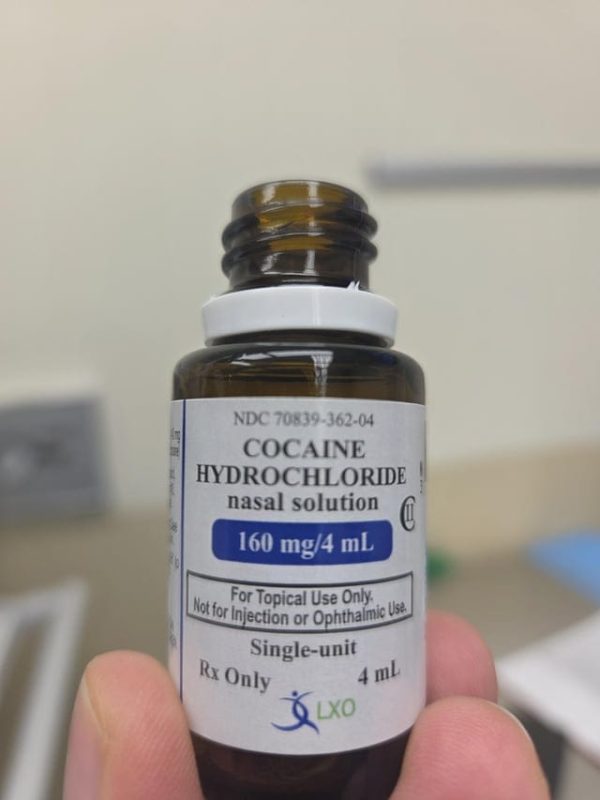 NDC 70839-362-04
COCAINE
HYDROCHLORIDE
nasal solution
CII
160 mg/4 mL
For Topical Use Only.
Not for Injection or Ophthalmic Use.
Single-unit
Rx Only 4 mL
LXO